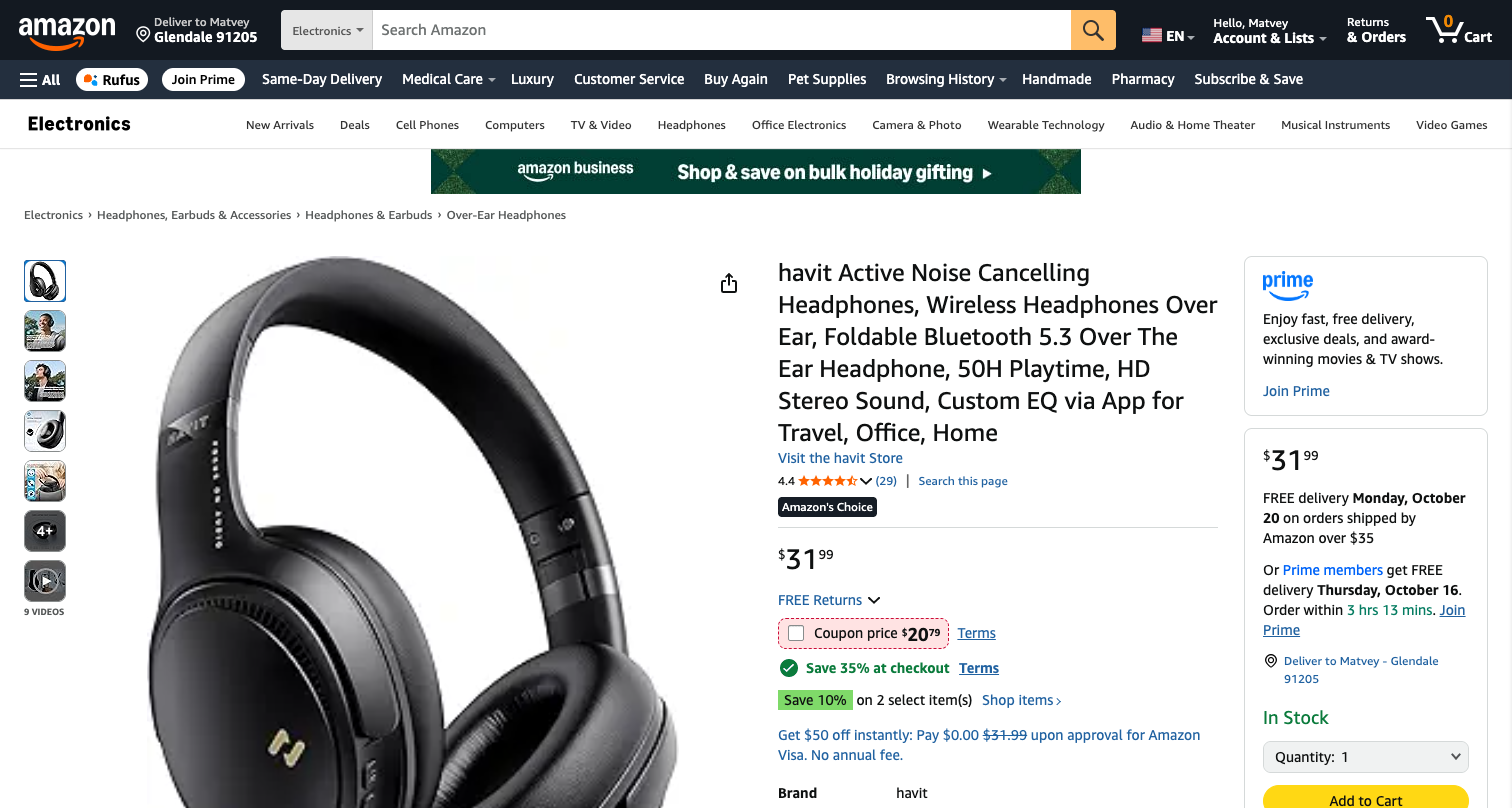 amazon
Deliver to Matvey
Glendale 91205
Electronics
Search Amazon
EN
Hello, Matvey
Account & Lists
Returns
& Orders
0
Cart
All
Rufus
Join Prime
Same-Day Delivery
Medical Care
Luxury
Customer Service
Buy Again
Pet Supplies
Browsing History
Handmade
Pharmacy
Subscribe & Save
Electronics
New Arrivals
Deals
Cell Phones
Computers
TV & Video
Headphones
Office Electronics
Camera & Photo
Wearable Technology
Audio & Home Theater
Musical Instruments
Video Games
amazon business
Shop & save on bulk holiday gifting ▸
Electronics › Headphones, Earbuds & Accessories › Headphones & Earbuds › Over-Ear Headphones
4+
9 VIDEOS
HAVIT
havit Active Noise Cancelling
Headphones, Wireless Headphones Over
Ear, Foldable Bluetooth 5.3 Over The
Ear Headphone, 50H Playtime, HD
Stereo Sound, Custom EQ via App for
Travel, Office, Home
Visit the havit Store
4.4 (29) | Search this page
Amazon's Choice
$31 99
FREE Returns
Coupon price $20 79 Terms
Save 35% at checkout Terms
Save 10% on 2 select item(s) Shop items ›
Get $50 off instantly: Pay $0.00 $31.99 upon approval for Amazon
Visa. No annual fee.
Brand havit
prime
Enjoy fast, free delivery,
exclusive deals, and award-
winning movies & TV shows.
Join Prime
$31 99
FREE delivery Monday, October
20 on orders shipped by
Amazon over $35
Or Prime members get FREE
delivery Thursday, October 16.
Order within 3 hrs 13 mins. Join
Prime
Deliver to Matvey - Glendale
91205
In Stock
Quantity: 1
Add to Cart